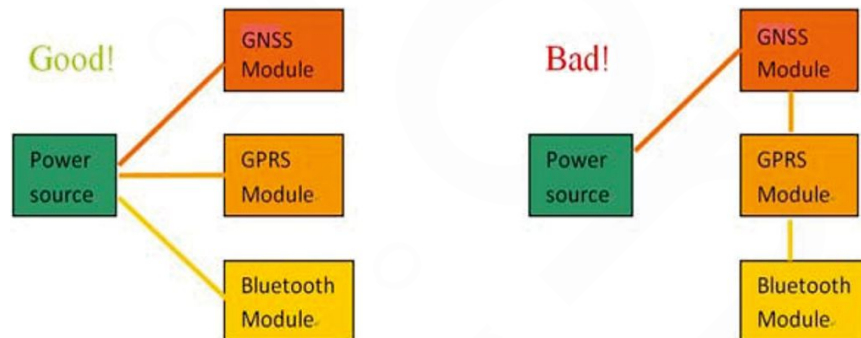 Good!
GNSS
Module
Power
source
GPRS
Module
Bluetooth
Module
Bad!
GNSS
Module
Power
source
GPRS
Module
Bluetooth
Module